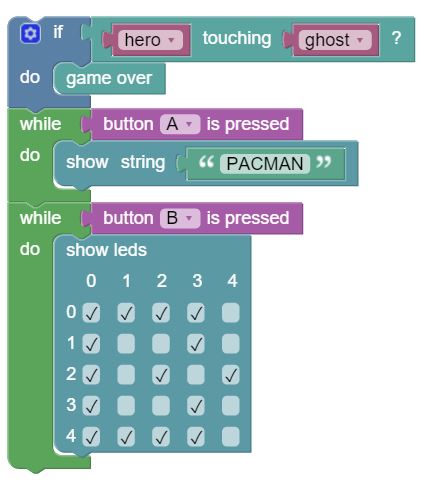 if hero touching ghost ?
do game over
while button A is pressed
do show string “ PACMAN ”
while button B is pressed
do show leds
0 1 2 3 4
0
1
2
3
4